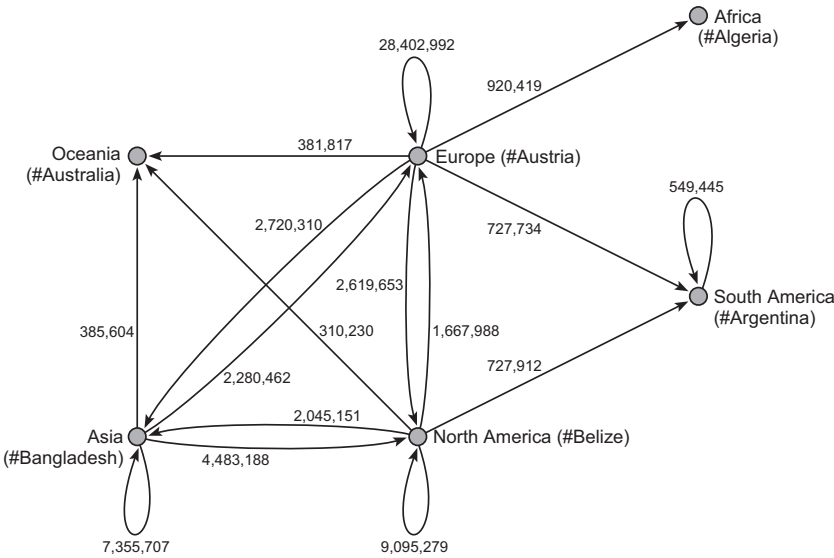 Africa
(#Algeria)
28,402,992
920,419
381,817
Oceania
(#Australia)
Europe (#Austria)
549,445
2,720,310
727,734
2,619,653
South America
(#Argentina)
385,604
310,230
1,667,988
727,912
2,280,462
2,045,151
Asia
(#Bangladesh)
North America (#Belize)
4,483,188
7,355,707
9,095,279